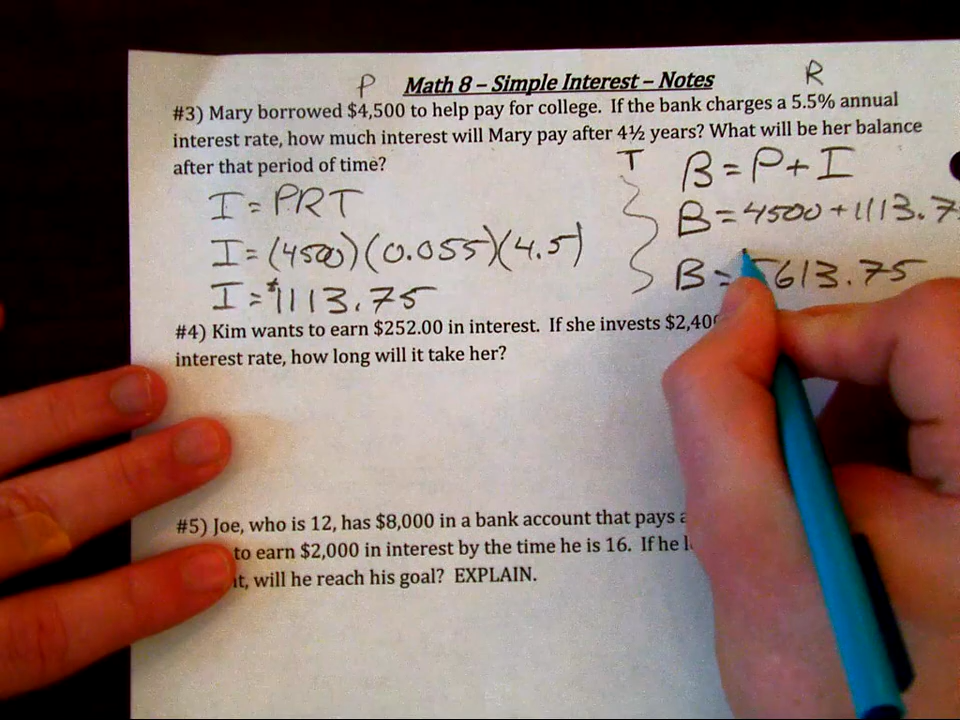 P
Math 8 – Simple Interest – Notes
R
#3) Mary borrowed $4,500 to help pay for college. If the bank charges a 5.5% annual
interest rate, how much interest will Mary pay after 4½ years? What will be her balance
after that period of time?
T
I = PRT
I = (4500)(0.055)(4.5)
I = $1113.75
B = P + I
B = 4500 + 1113.7
B = 5613.75
#4) Kim wants to earn $252.00 in interest. If she invests $2,40
interest rate, how long will it take her?
#5) Joe, who is 12, has $8,000 in a bank account that pays a
to earn $2,000 in interest by the time he is 16. If he
it, will he reach his goal? EXPLAIN.